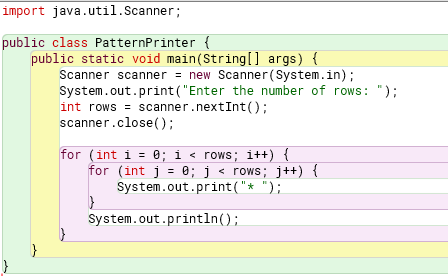 import java.util.Scanner;
public class PatternPrinter {
public static void main(String[] args) {
Scanner scanner = new Scanner(System.in);
System.out.print("Enter the number of rows: ");
int rows = scanner.nextInt();
scanner.close();
for (int i = 0; i < rows; i++) {
for (int j = 0; j < rows; j++) {
System.out.print("* ");
}
System.out.println();
}
}
}